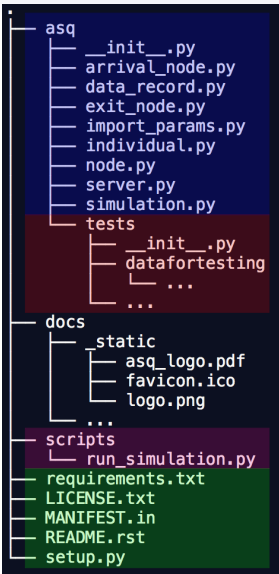 .
├── asq
│   ├── __init__.py
│   ├── arrival_node.py
│   ├── data_record.py
│   ├── exit_node.py
│   ├── import_params.py
│   ├── individual.py
│   ├── node.py
│   ├── server.py
│   ├── simulation.py
│   └── tests
│       ├── __init__.py
│       ├── datafortesting
│       │   └── ...
│       └── ...
├── docs
│   ├── _static
│   │   ├── asq_logo.pdf
│   │   ├── favicon.ico
│   │   └── logo.png
│   └── ...
├── scripts
│   └── run_simulation.py
├── requirements.txt
├── LICENSE.txt
├── MANIFEST.in
├── README.rst
└── setup.py